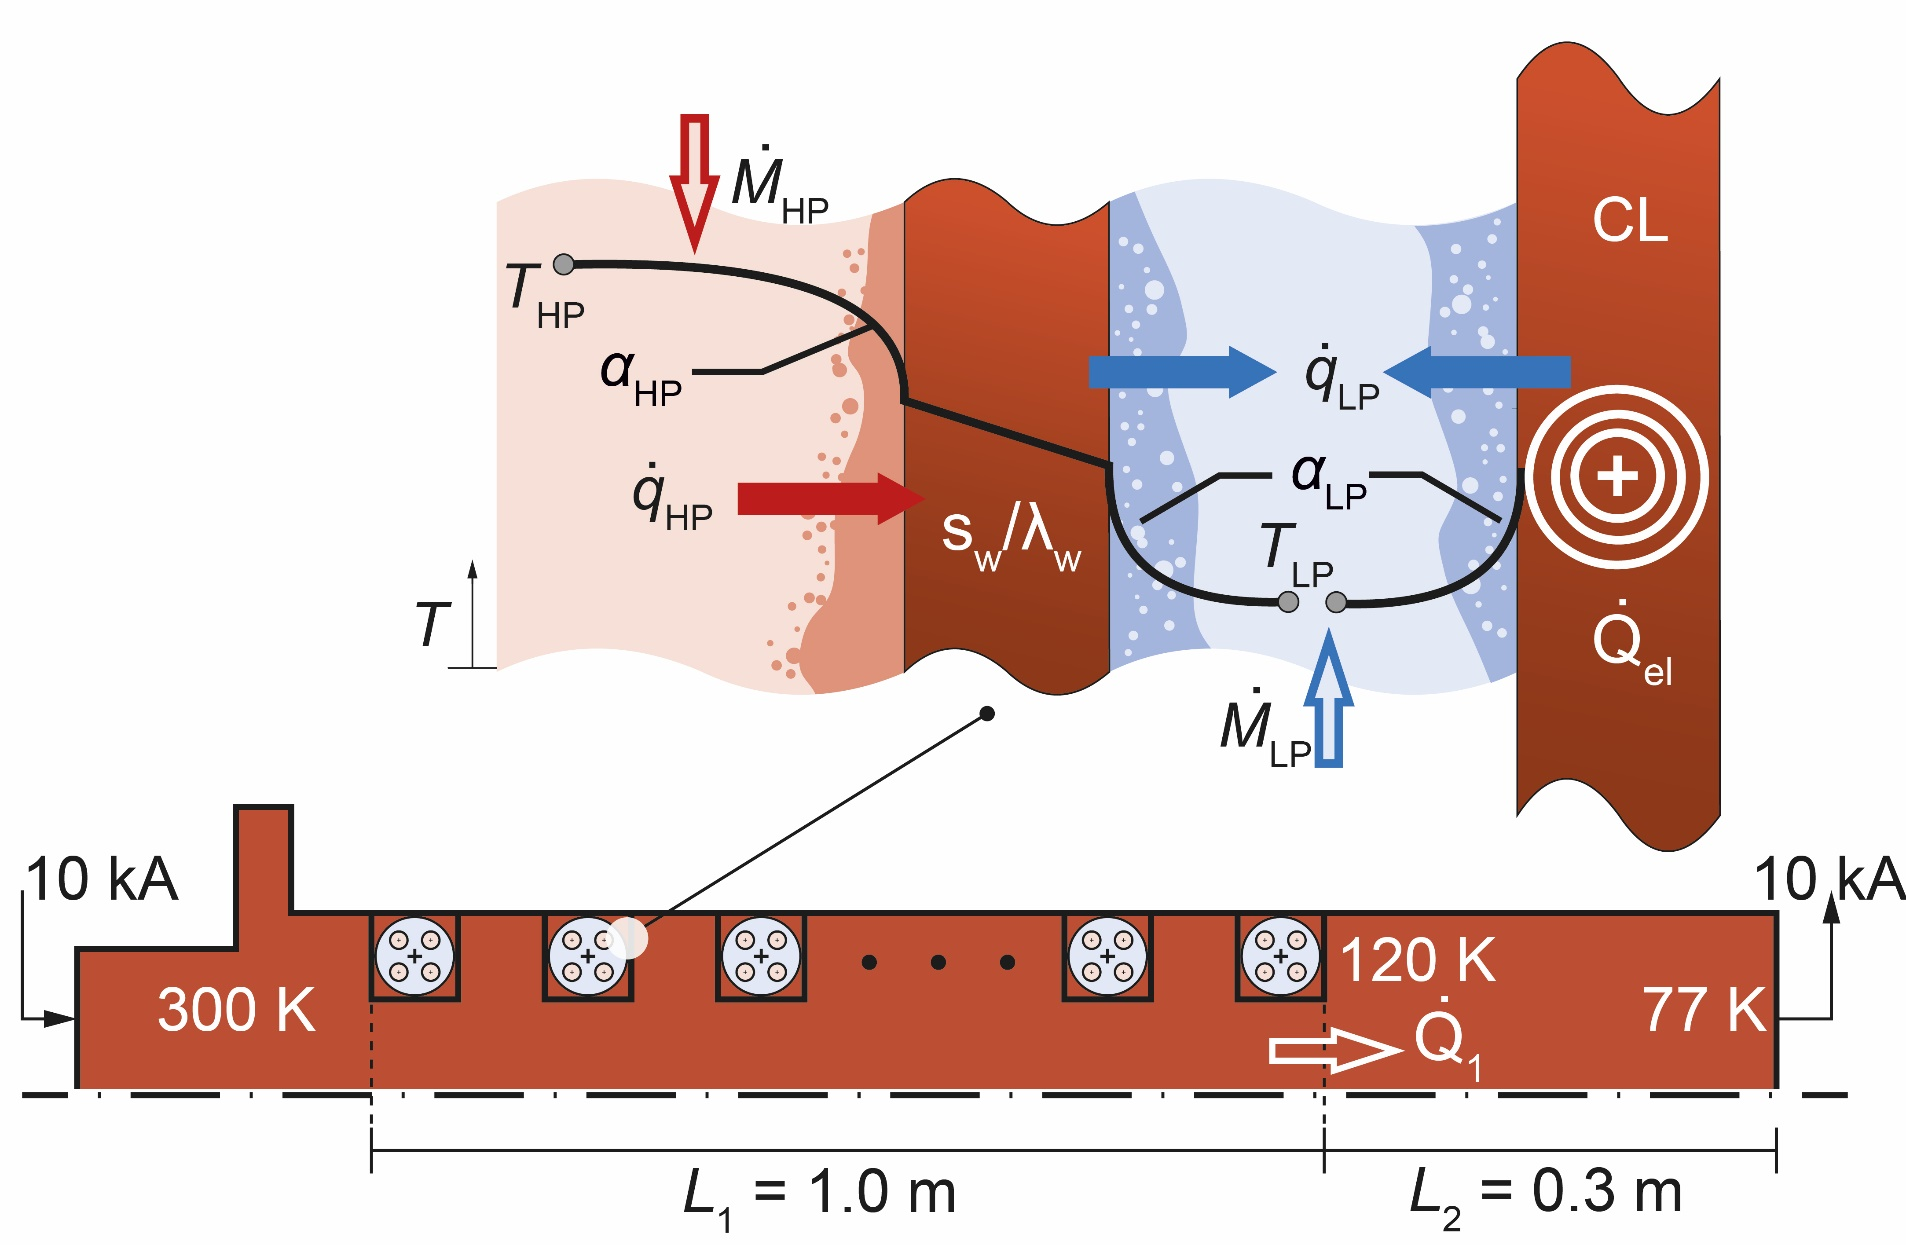 Ṁ_HP
CL
T_HP
α_HP
q̇_LP
q̇_HP
α_LP
s_w/λ_w
T_LP
T
Q̇_el
Ṁ_LP
10 kA
10 kA
300 K
120 K
77 K
Q̇_1
L_1 = 1.0 m
L_2 = 0.3 m